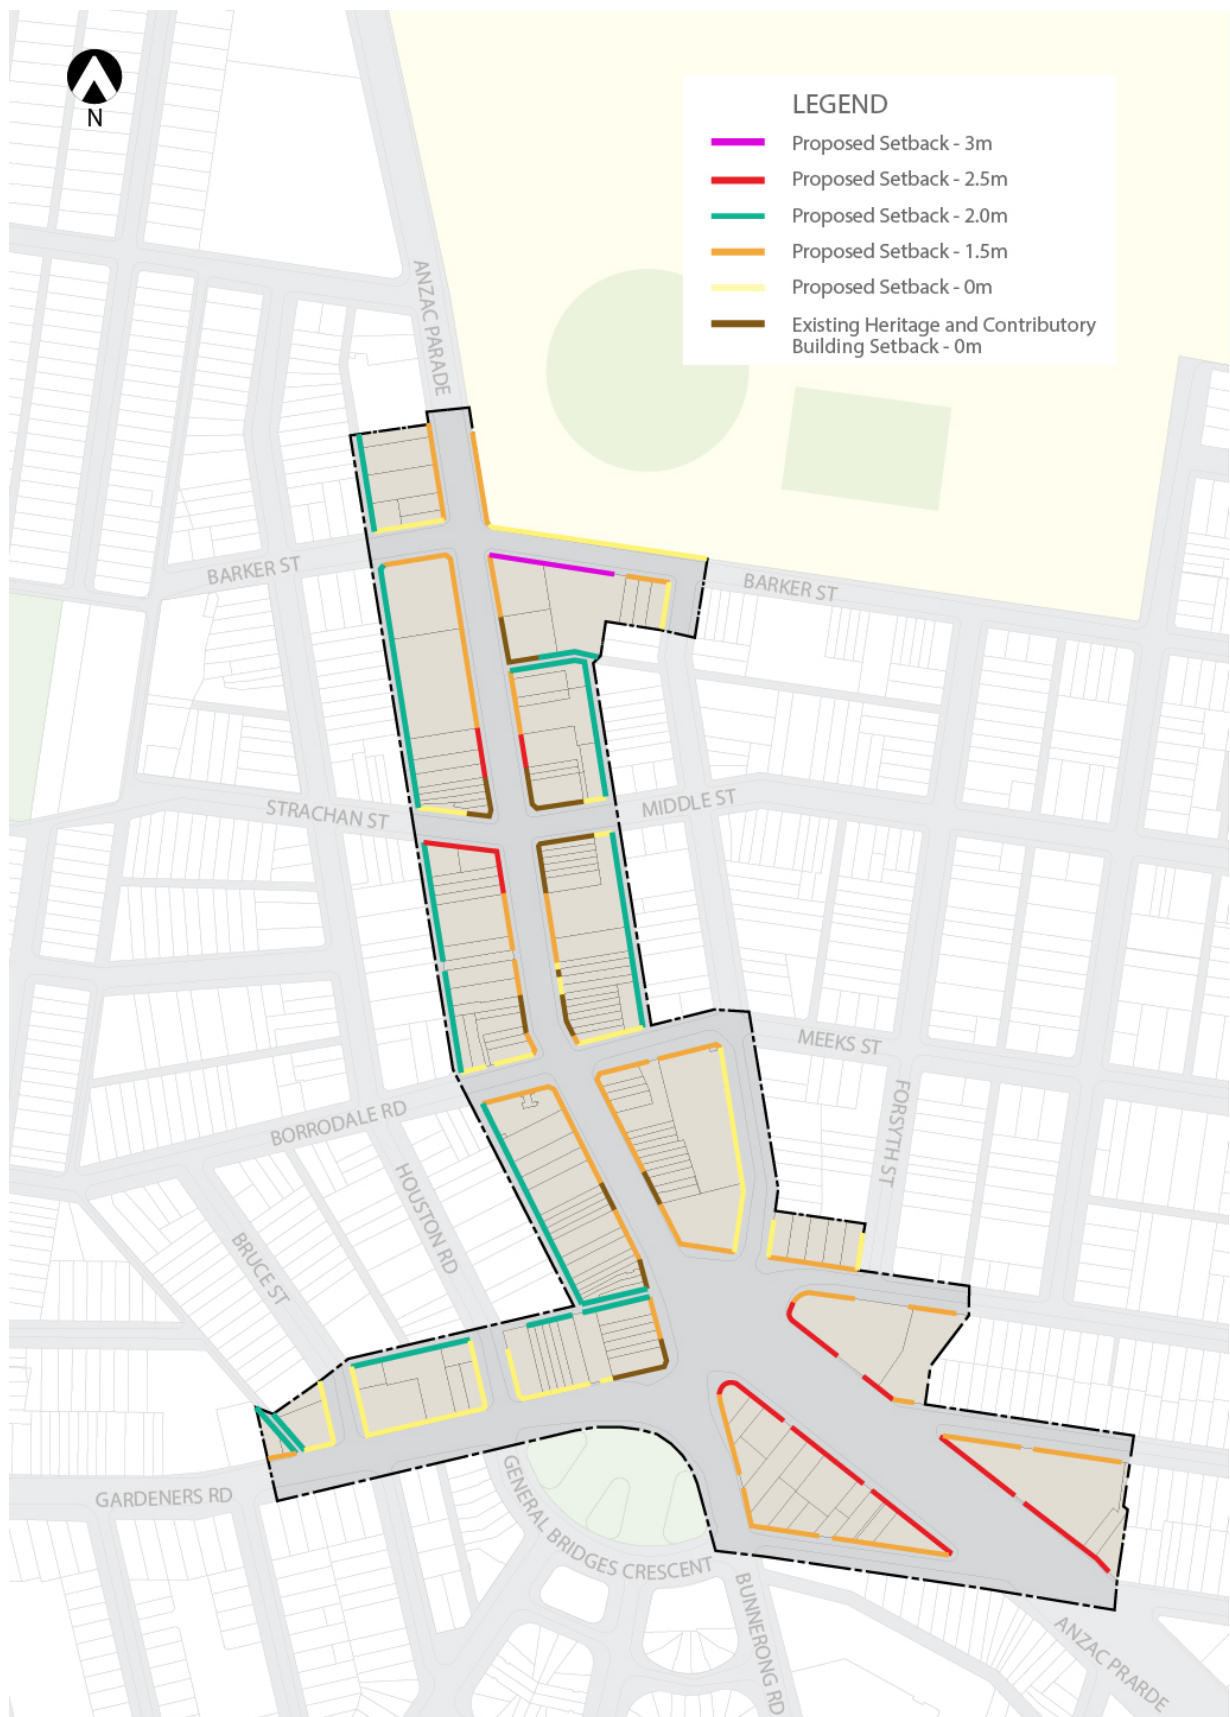 N
LEGEND
Proposed Setback - 3m
Proposed Setback - 2.5m
Proposed Setback - 2.0m
Proposed Setback - 1.5m
Proposed Setback - 0m
Existing Heritage and Contributory
Building Setback - 0m
ANZAC PARADE
BARKER ST
BARKER ST
STRACHAN ST
MIDDLE ST
MEEKS ST
FORSYTH ST
BORRODALE RD
HOUSTON RD
BRUCE ST
GARDENERS RD
GENERAL BRIDGES CRESCENT
BUNNERONG RD
ANZAC PRARDE